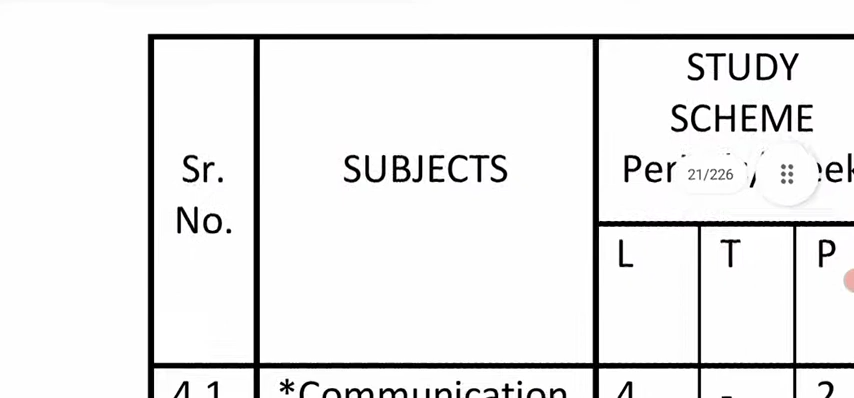 STUDY
SCHEME
Sr.
No.
SUBJECTS
21/226
L T P
4.1 *Communication 4 - 2